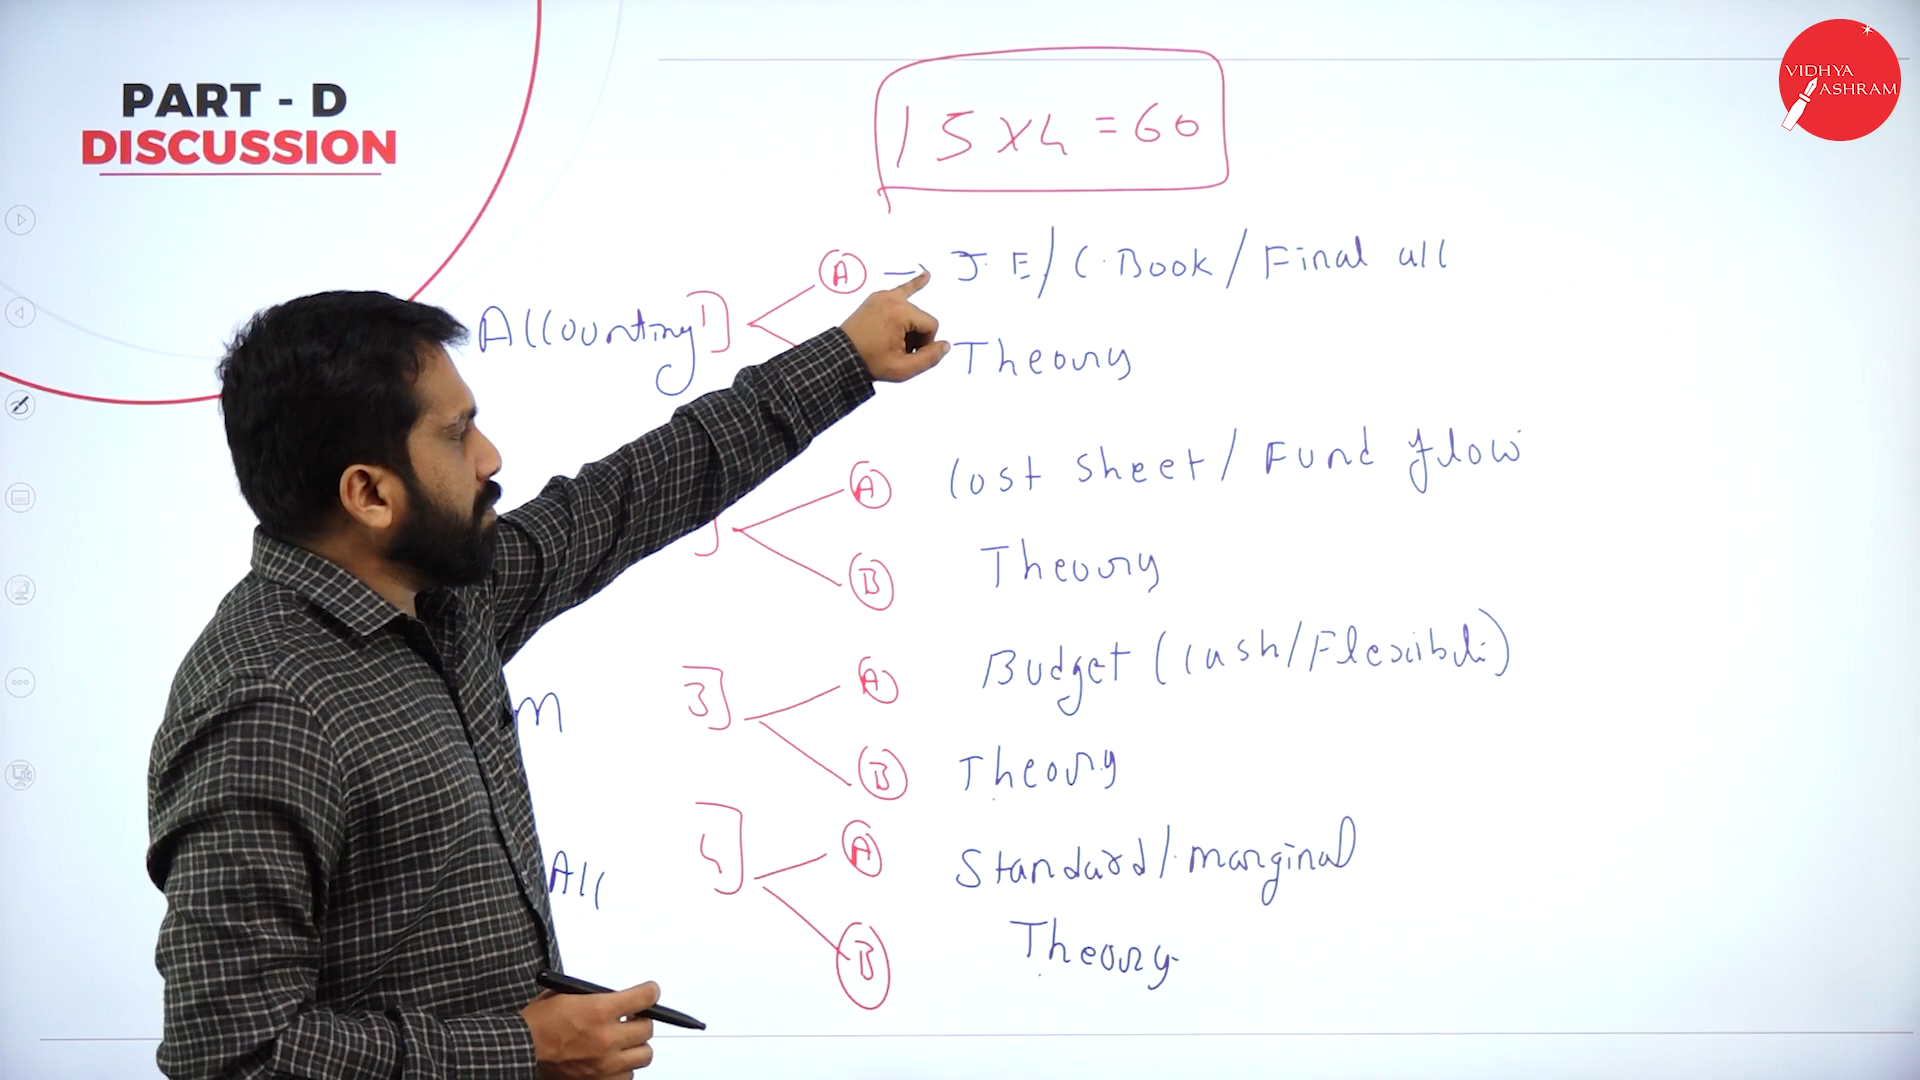 PART - D
DISCUSSION
VIDHYA
ASHRAM
15 x 4 = 60
Accounting 1]
A → J.E / C.Book / Final all
Theory
A Cost sheet / Fund flow
B Theory
3] A Budget (Cash/Flexible)
B Theory
4] A Standard / marginal
B Theory